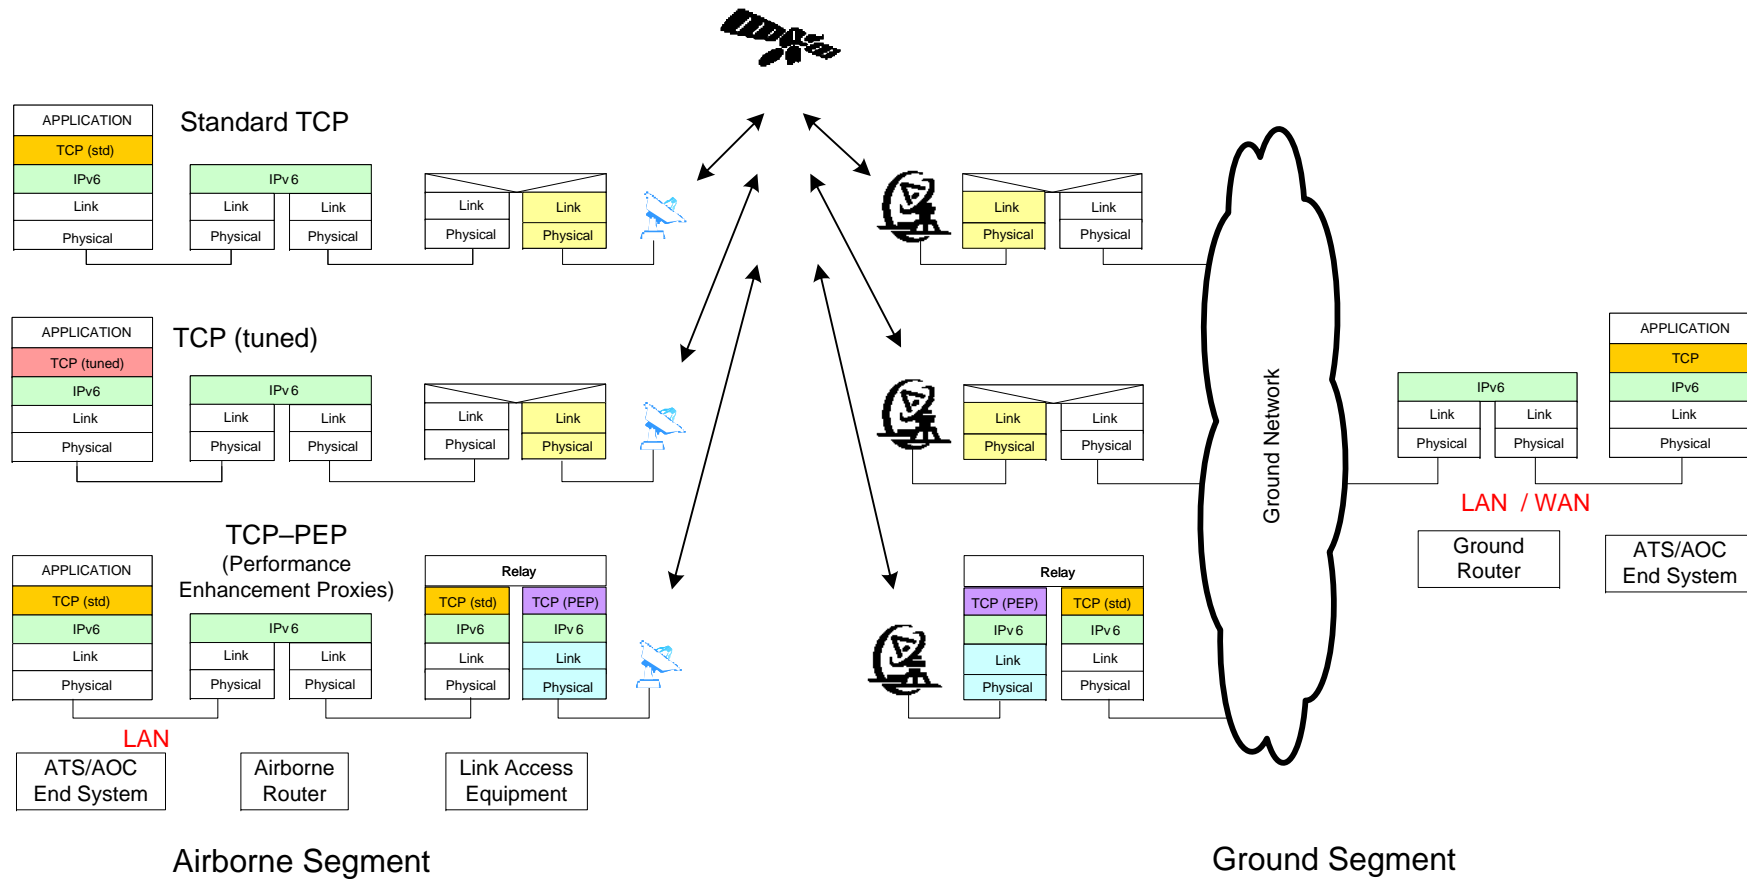 Standard TCP
APPLICATION
TCP (std)
IPv6
Link
Physical
IPv6
Link
Link
Physical
Physical
Link
Link
Physical
Physical
Link
Link
Physical
Physical
TCP (tuned)
APPLICATION
TCP (tuned)
IPv6
Link
Physical
IPv6
Link
Link
Physical
Physical
Link
Link
Physical
Physical
Link
Link
Physical
Physical
TCP–PEP
(Performance
Enhancement Proxies)
APPLICATION
TCP (std)
IPv6
Link
Physical
IPv6
Link
Link
Physical
Physical
Relay
TCP (std)
TCP (PEP)
IPv6
IPv6
Link
Link
Physical
Physical
Relay
TCP (PEP)
TCP (std)
IPv6
IPv6
Link
Link
Physical
Physical
Ground Network
IPv6
Link
Link
Physical
Physical
APPLICATION
TCP
IPv6
Link
Physical
LAN / WAN
Ground
Router
ATS/AOC
End System
LAN
ATS/AOC
End System
Airborne
Router
Link Access
Equipment
Airborne Segment
Ground Segment